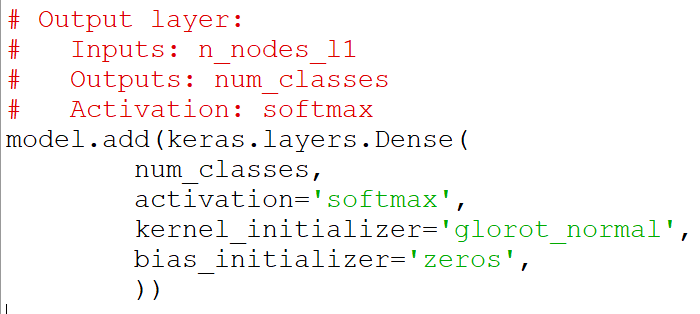 # Output layer:
#   Inputs: n_nodes_l1
#   Outputs: num_classes
#   Activation: softmax
model.add(keras.layers.Dense(
        num_classes,
        activation='softmax',
        kernel_initializer='glorot_normal',
        bias_initializer='zeros',
        ))